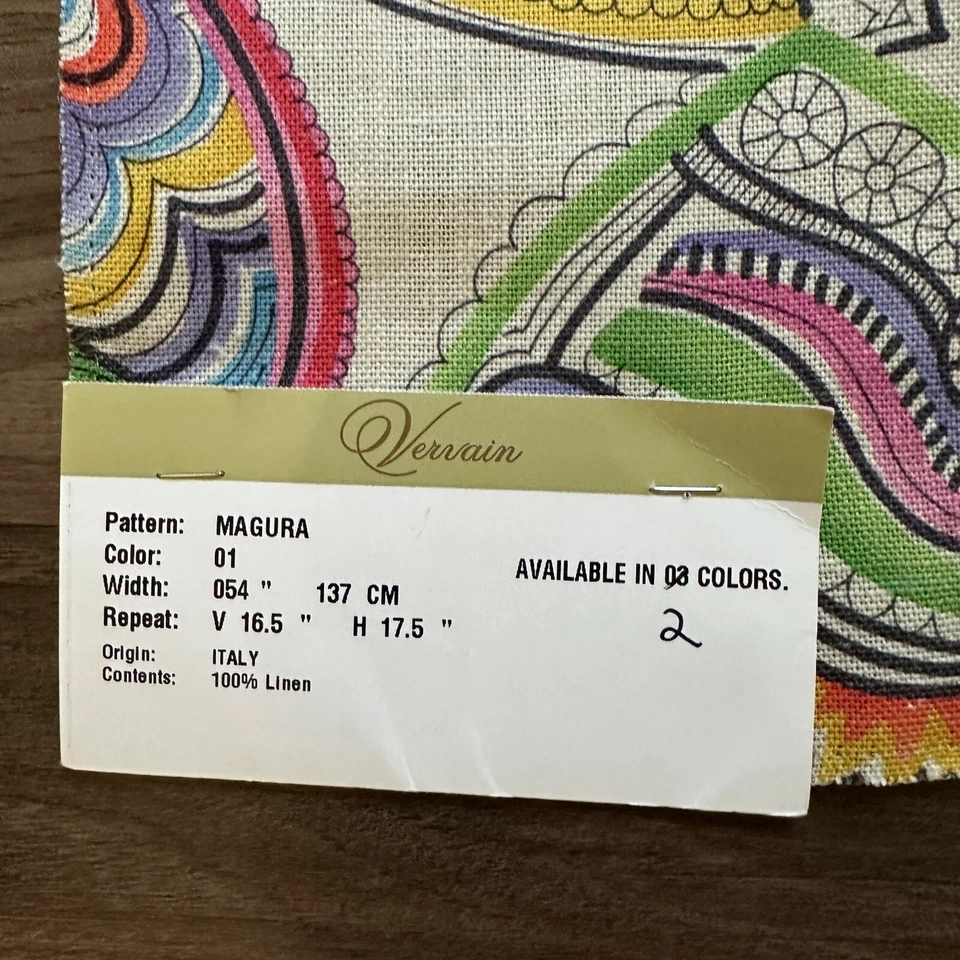 Vervain
Pattern: MAGURA
Color: 01
Width: 054 " 137 CM
Repeat: V 16.5 " H 17.5 "
Origin: ITALY
Contents: 100% Linen
AVAILABLE IN 03 COLORS.
2